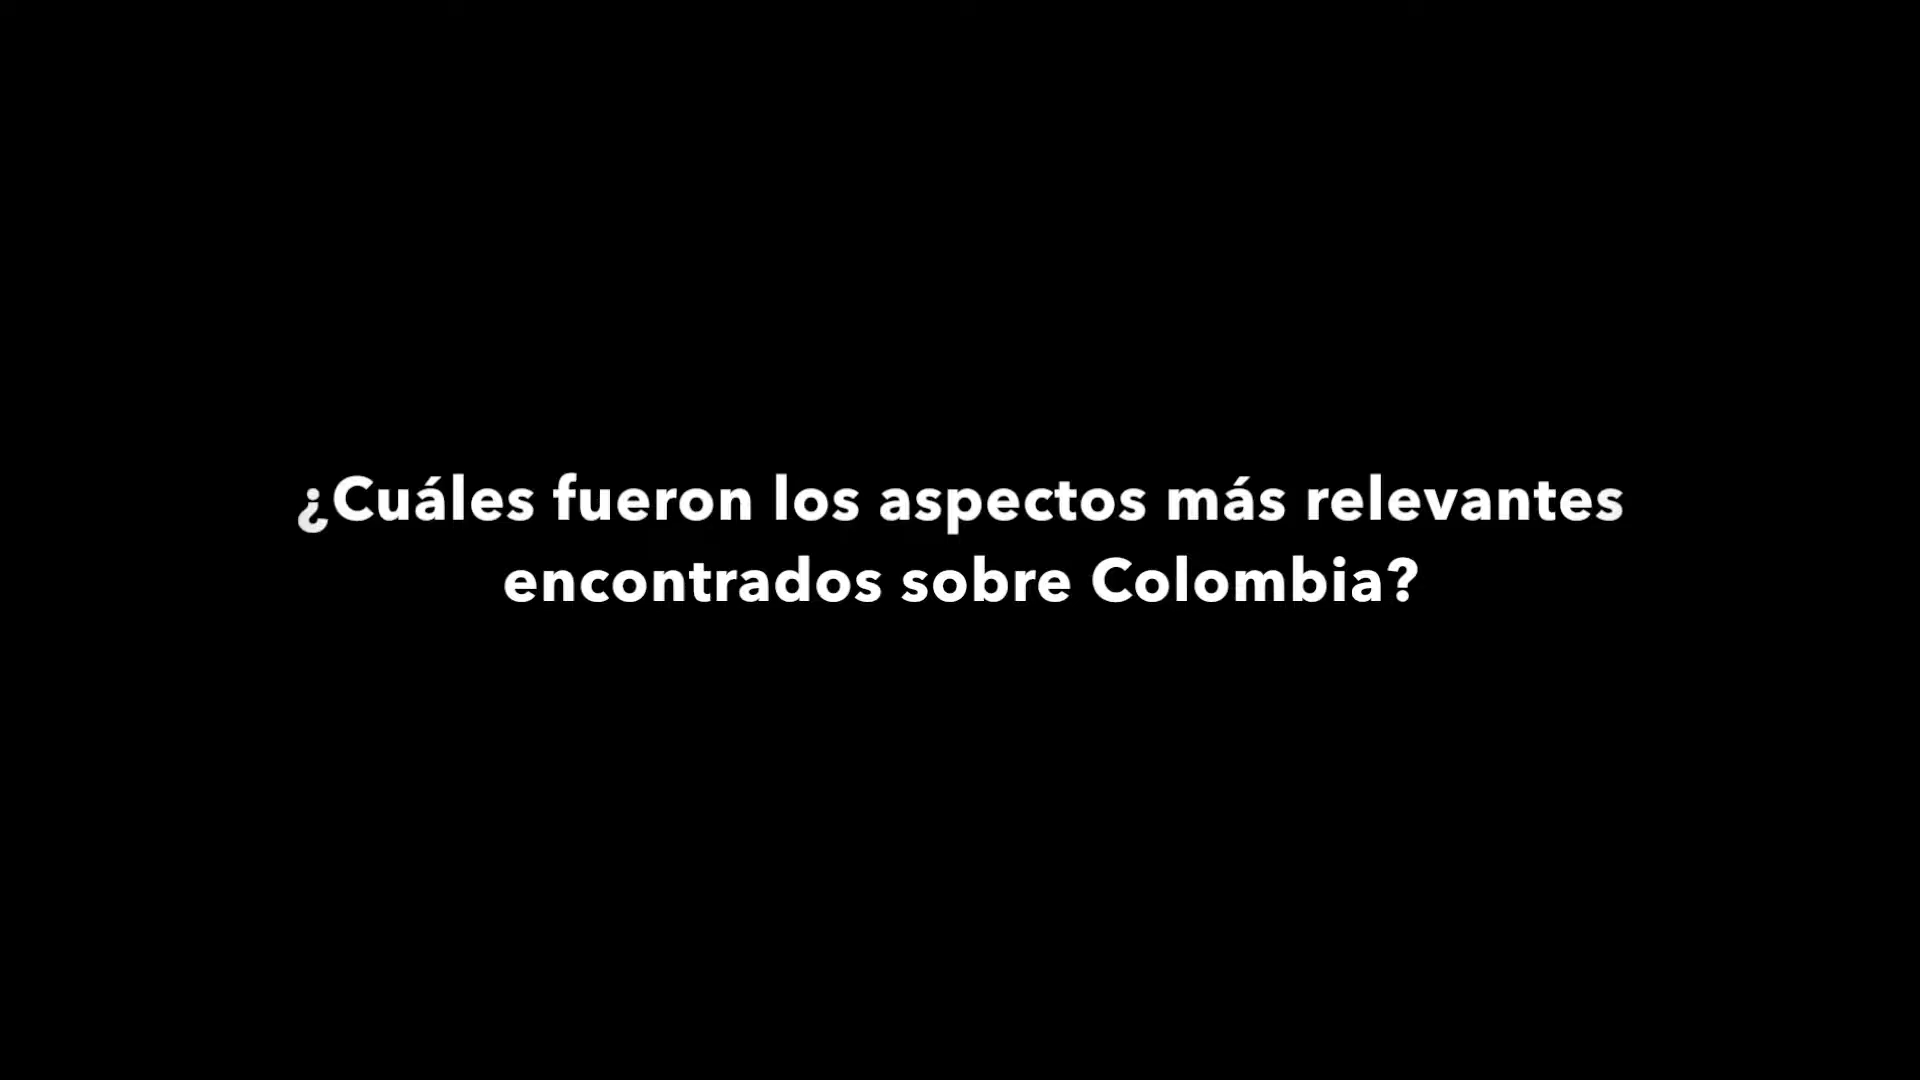 ¿Cuáles fueron los aspectos más relevantes
encontrados sobre Colombia?